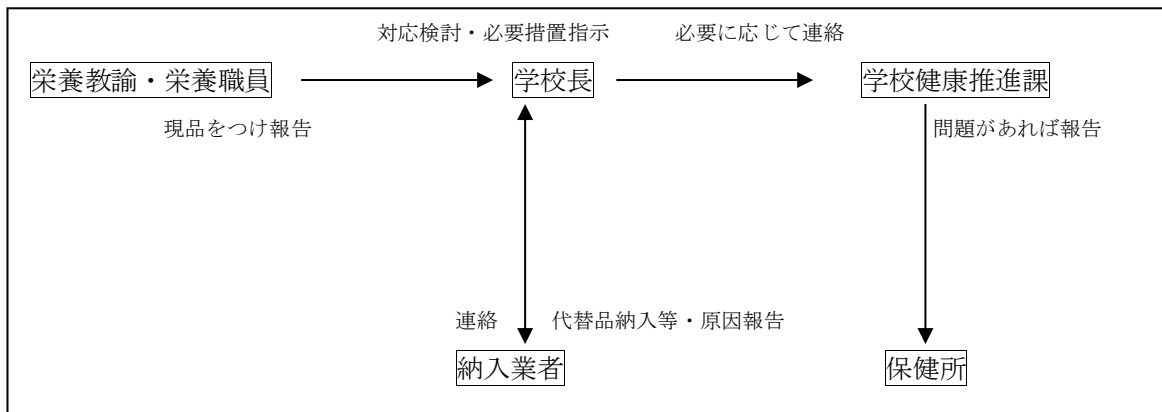 対応検討・必要措置指示 必要に応じて連絡
栄養教諭・栄養職員 学校長 学校健康推進課
現品をつけ報告 問題があれば報告
連絡 代替品納入等・原因報告
納入業者 保健所